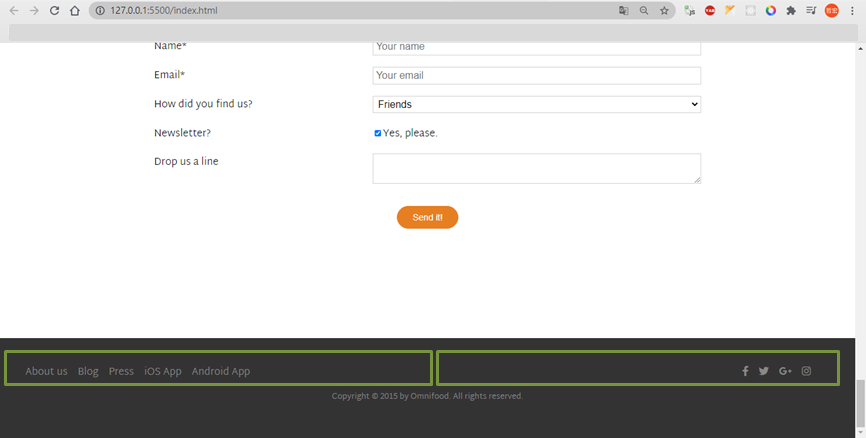 127.0.0.1:5500/index.html
Name*
Your name
Email*
Your email
How did you find us?
Friends
Newsletter?
Yes, please.
Drop us a line
Send it!
About us Blog Press iOS App Android App
Copyright © 2015 by Omnifood. All rights reserved.